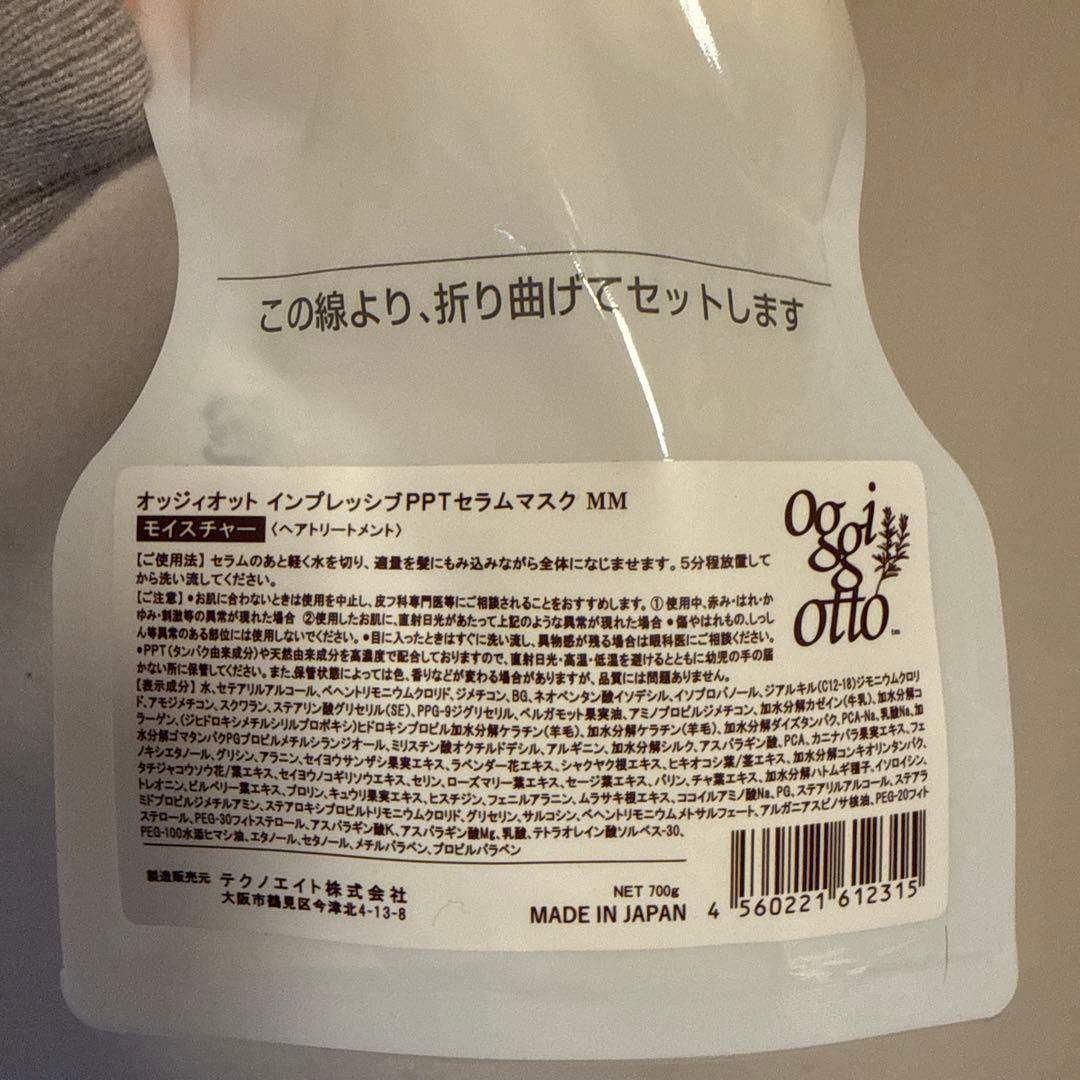 この線より、折り曲げてセットします
オッジィオット インプレッシブPPTセラムマスク MM
モイスチャー 〈ヘアトリートメント〉
oggi
otto
【ご使用法】 セラムのあと軽く水を切り、適量を髪にもみ込みながら全体になじませます。5分程放置して
から洗い流してください。
【ご注意】 ●お肌に合わないときは使用を中止し、皮フ科専門医等にご相談されることをおすすめします。①使用中、赤み・はれ・か
ゆみ・刺激等の異常が現れた場合 ②使用したお肌に、直射日光があたって上記のような異常が現れた場合 ●傷やはれもの、しっし
ん等異常のある部位には使用しないでください。●目に入ったときはすぐに洗い流し、異物感が残る場合は眼科医にご相談ください。
●PPT(タンパク由来成分)や天然由来成分を高濃度で配合しておりますので、直射日光・高温・低温を避けるとともに幼児の手の届
かない所に保管してください。また、保管状態によっては色、香りなどが変わる場合がありますが、品質には問題ありません。
【表示成分】 水、セテアリルアルコール、ベヘントリモニウムクロリド、ジメチコン、BG、ネオペンタン酸イソデシル、イソプロパノール、ジアルキル(C12-18)ジモニウムクロリ
ド、アモジメチコン、スクワラン、ステアリン酸グリセリル(SE)、PPG-9ジグリセリル、ベルガモット果実油、アミノプロピルジメチコン、加水分解カゼイン(牛乳)、加水分解コ
ラーゲン、(ジヒドロキシメチルシリルプロポキシ)ヒドロキシプロピル加水分解ケラチン(羊毛)、加水分解ケラチン(羊毛)、加水分解ダイズタンパク、PCA-Na、乳酸Na、加
水分解ゴマタンパクPGプロピルメチルシランジオール、ミリスチン酸オクチルドデシル、アルギニン、加水分解シルク、アスパラギン酸、PCA、カニナバラ果実エキス、フェ
ノキシエタノール、グリシン、アラニン、セイヨウサンザシ果実エキス、ラベンダー花エキス、シャクヤク根エキス、ヒキオコシ葉/茎エキス、加水分解コンキオリンタンパク、
タチジャコウソウ花/葉エキス、セイヨウノコギリソウエキス、セリン、ローズマリー葉エキス、セージ葉エキス、バリン、チャ葉エキス、加水分解ハトムギ種子、イソロイシン、
トレオニン、ビルベリー葉エキス、プロリン、キュウリ果実エキス、ヒスチジン、フェニルアラニン、ムラサキ根エキス、ココイルアミノ酸Na、PG、ステアリルアルコール、ステアラ
ミドプロピルジメチルアミン、ステアロキシプロピルトリモニウムクロリド、グリセリン、サルコシン、ベヘントリモニウムメトサルフェート、アルガニアスピノサ核油、PEG-20フィト
ステロール、PEG-30フィトステロール、アスパラギン酸K、アスパラギン酸Mg、乳酸、テトラオレイン酸ソルベス-30、
PEG-100水添ヒマシ油、エタノール、セタノール、メチルパラベン、プロピルパラベン
製造販売元 テクノエイト株式会社
大阪市鶴見区今津北4-13-8
NET 700g
MADE IN JAPAN
4 560221 612315